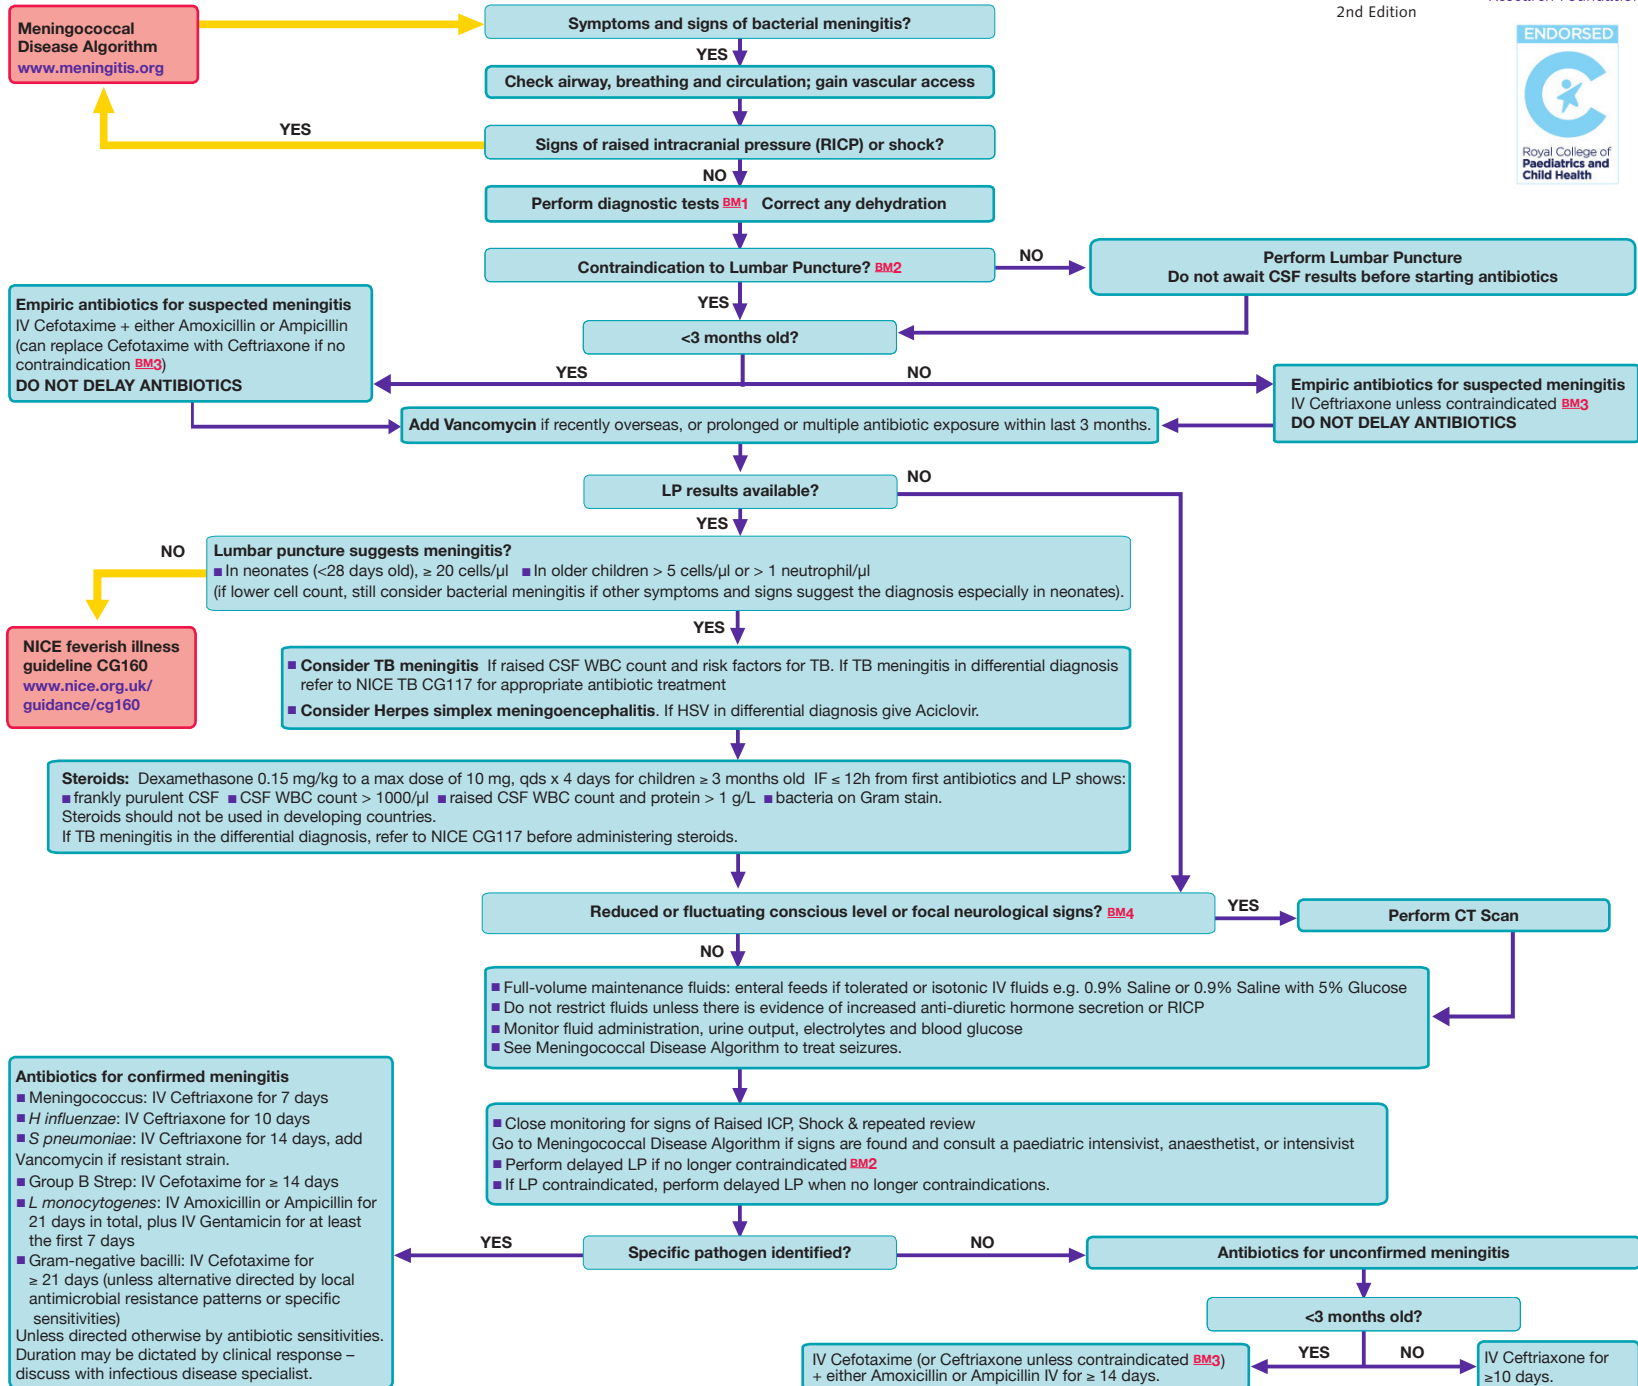 2nd Edition
ENDORSED
Royal College of
Paediatrics and
Child Health
Meningococcal
Disease Algorithm
www.meningitis.org
Symptoms and signs of bacterial meningitis?
YES
Check airway, breathing and circulation; gain vascular access
YES
Signs of raised intracranial pressure (RICP) or shock?
NO
Perform diagnostic tests BM1 Correct any dehydration
Contraindication to Lumbar Puncture? BM2
NO
Perform Lumbar Puncture
Do not await CSF results before starting antibiotics
YES
<3 months old?
Empiric antibiotics for suspected meningitis
IV Cefotaxime + either Amoxicillin or Ampicillin
(can replace Cefotaxime with Ceftriaxone if no
contraindication BM3)
DO NOT DELAY ANTIBIOTICS
YES
NO
Empiric antibiotics for suspected meningitis
IV Ceftriaxone unless contraindicated BM3
DO NOT DELAY ANTIBIOTICS
Add Vancomycin if recently overseas, or prolonged or multiple antibiotic exposure within last 3 months.
LP results available?
NO
YES
NO
Lumbar puncture suggests meningitis?
■ In neonates (<28 days old), ≥ 20 cells/µl ■ In older children > 5 cells/µl or > 1 neutrophil/µl
(if lower cell count, still consider bacterial meningitis if other symptoms and signs suggest the diagnosis especially in neonates).
YES
NICE feverish illness
guideline CG160
www.nice.org.uk/
guidance/cg160
■ Consider TB meningitis If raised CSF WBC count and risk factors for TB. If TB meningitis in differential diagnosis
refer to NICE TB CG117 for appropriate antibiotic treatment
■ Consider Herpes simplex meningoencephalitis. If HSV in differential diagnosis give Aciclovir.
Steroids: Dexamethasone 0.15 mg/kg to a max dose of 10 mg, qds x 4 days for children ≥ 3 months old IF ≤ 12h from first antibiotics and LP shows:
■ frankly purulent CSF ■ CSF WBC count > 1000/µl ■ raised CSF WBC count and protein > 1 g/L ■ bacteria on Gram stain.
Steroids should not be used in developing countries.
If TB meningitis in the differential diagnosis, refer to NICE CG117 before administering steroids.
Reduced or fluctuating conscious level or focal neurological signs? BM4
YES
Perform CT Scan
NO
■ Full-volume maintenance fluids: enteral feeds if tolerated or isotonic IV fluids e.g. 0.9% Saline or 0.9% Saline with 5% Glucose
■ Do not restrict fluids unless there is evidence of increased anti-diuretic hormone secretion or RICP
■ Monitor fluid administration, urine output, electrolytes and blood glucose
■ See Meningococcal Disease Algorithm to treat seizures.
■ Close monitoring for signs of Raised ICP, Shock & repeated review
Go to Meningococcal Disease Algorithm if signs are found and consult a paediatric intensivist, anaesthetist, or intensivist
■ Perform delayed LP if no longer contraindicated BM2
■ If LP contraindicated, perform delayed LP when no longer contraindications.
Antibiotics for confirmed meningitis
■ Meningococcus: IV Ceftriaxone for 7 days
■ H influenzae: IV Ceftriaxone for 10 days
■ S pneumoniae: IV Ceftriaxone for 14 days, add
Vancomycin if resistant strain.
■ Group B Strep: IV Cefotaxime for ≥ 14 days
■ L monocytogenes: IV Amoxicillin or Ampicillin for
21 days in total, plus IV Gentamicin for at least
the first 7 days
■ Gram-negative bacilli: IV Cefotaxime for
≥ 21 days (unless alternative directed by local
antimicrobial resistance patterns or specific
sensitivities)
Unless directed otherwise by antibiotic sensitivities.
Duration may be dictated by clinical response –
discuss with infectious disease specialist.
YES
Specific pathogen identified?
NO
Antibiotics for unconfirmed meningitis
<3 months old?
YES
NO
IV Cefotaxime (or Ceftriaxone unless contraindicated BM3)
+ either Amoxicillin or Ampicillin IV for ≥ 14 days.
IV Ceftriaxone for
≥10 days.